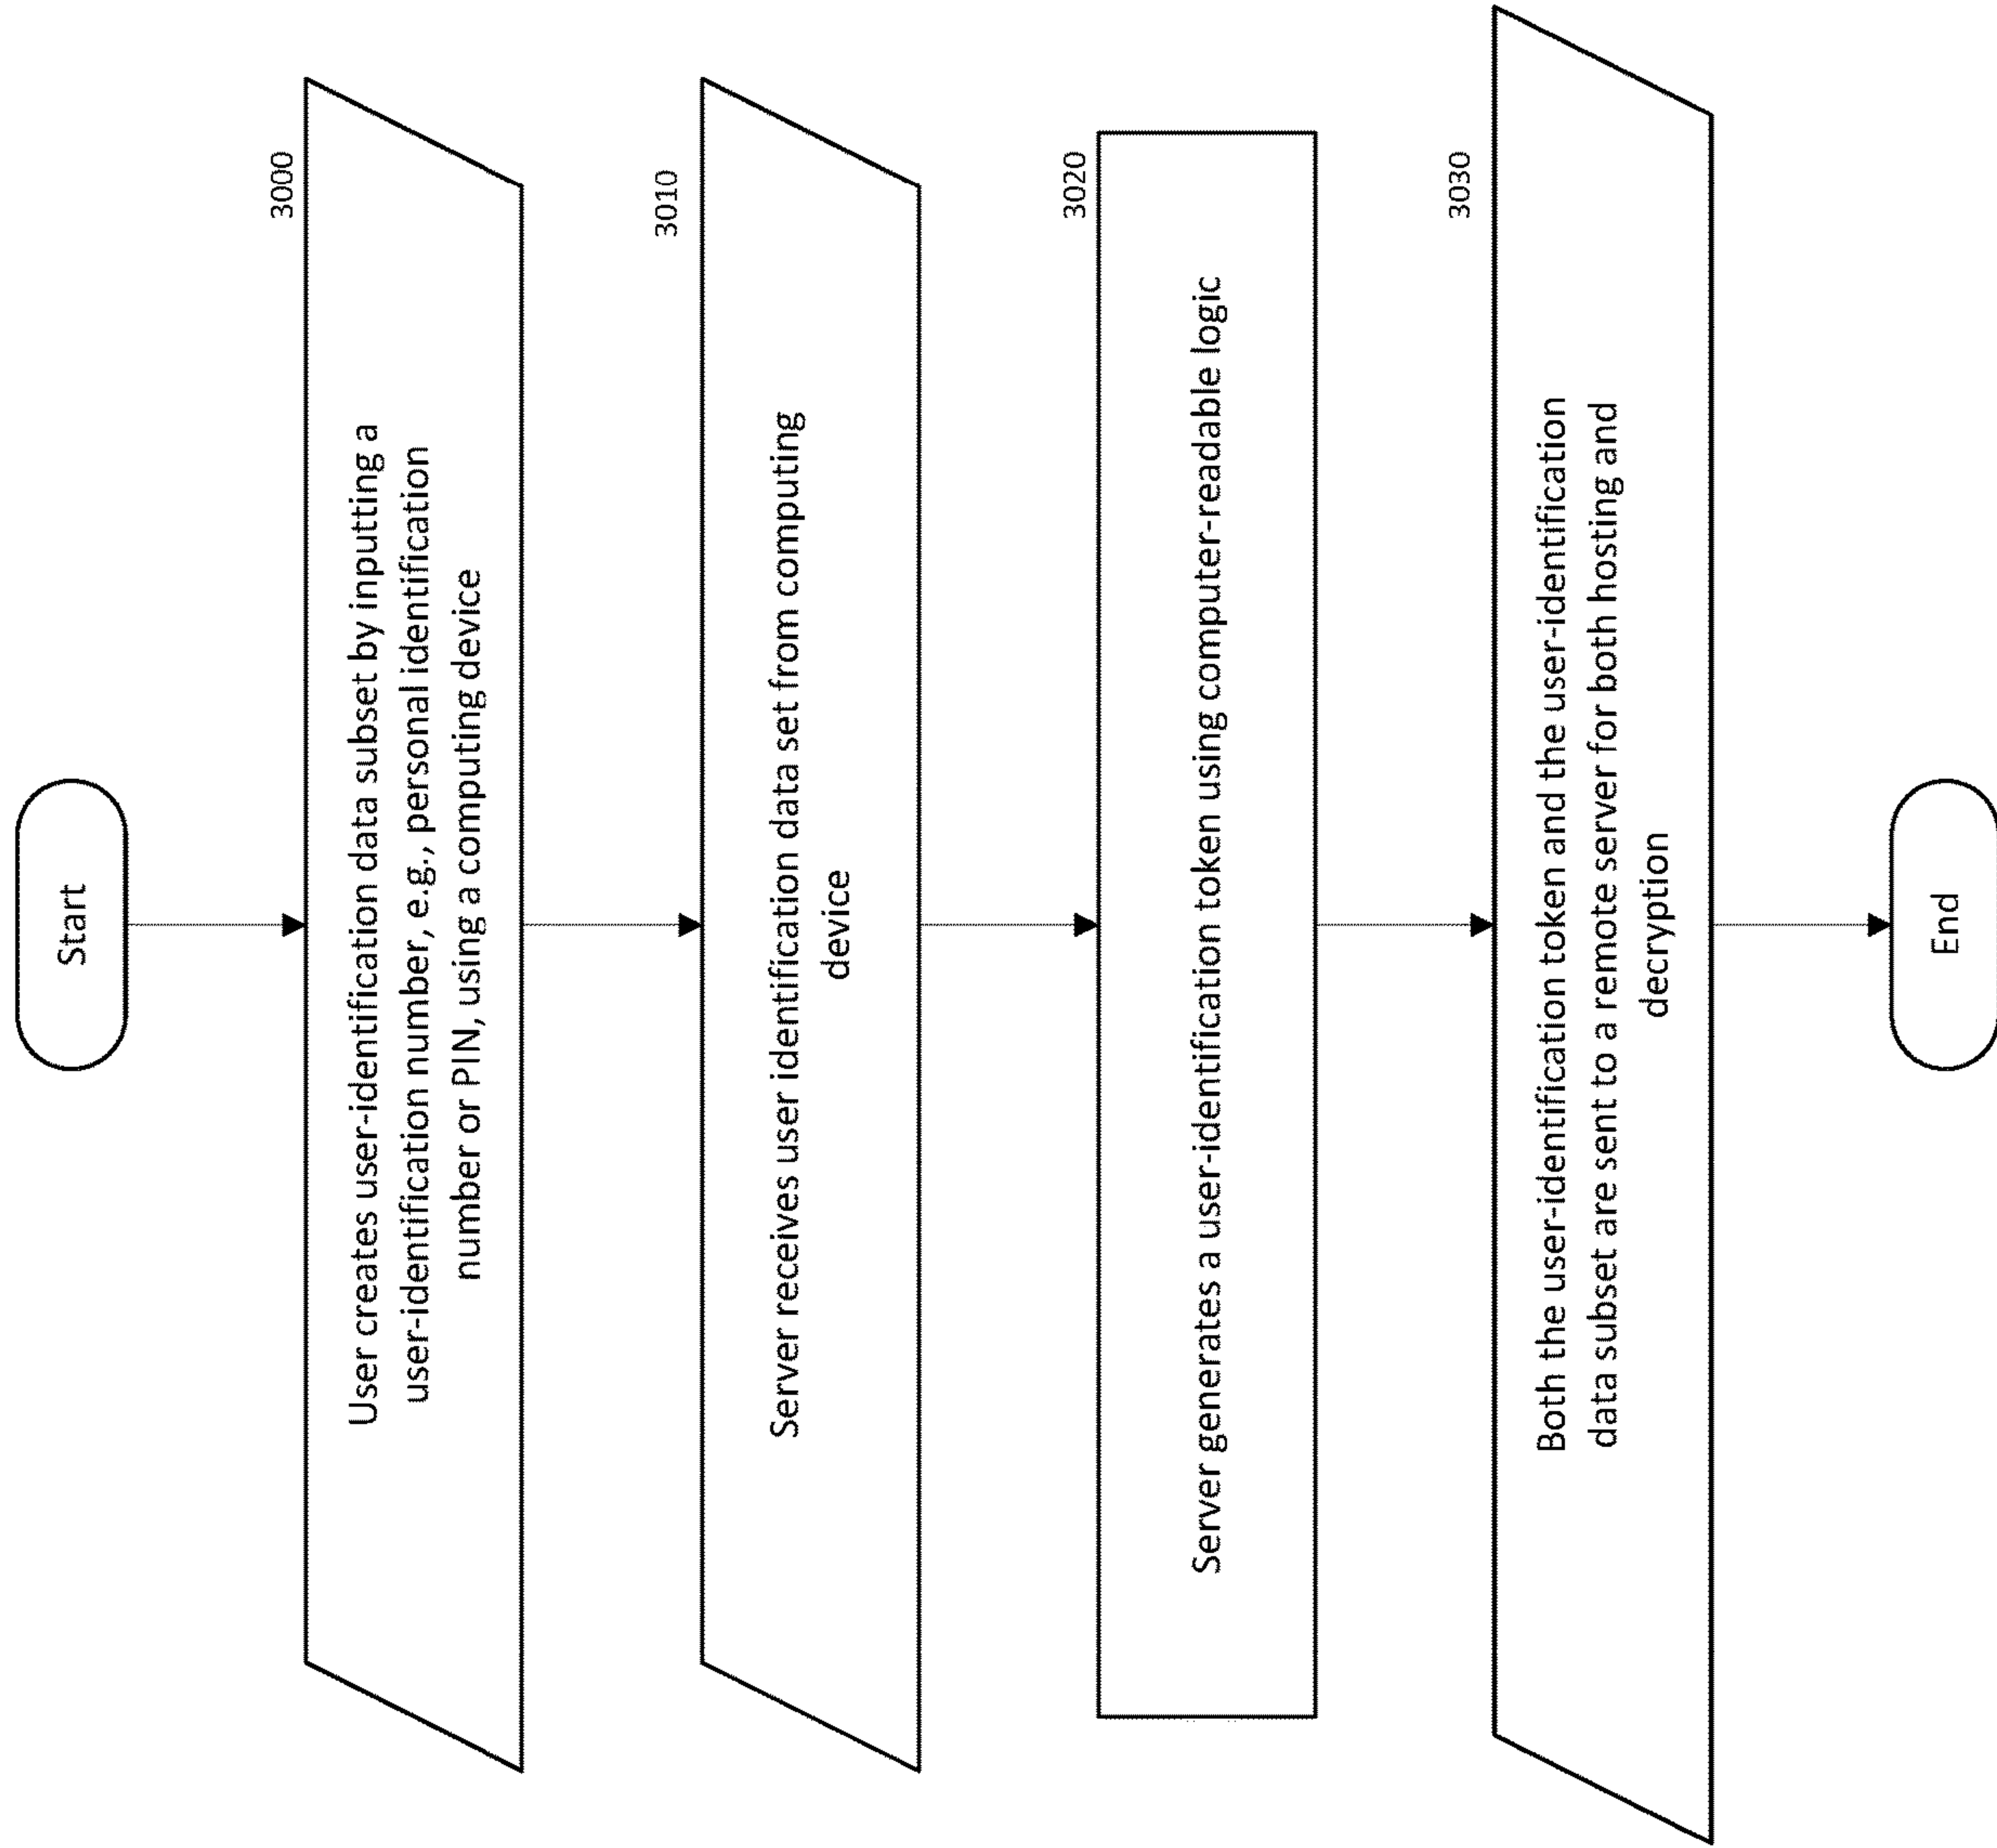 Start
3000
User creates user-identification data subset by inputting a
user-identification number, e.g., personal identification
number or PIN, using a computing device
3010
Server receives user identification data set from computing
device
3020
Server generates a user-identification token using computer-readable logic
3030
Both the user-identification token and the user-identification
data subset are sent to a remote server for both hosting and
decryption
End